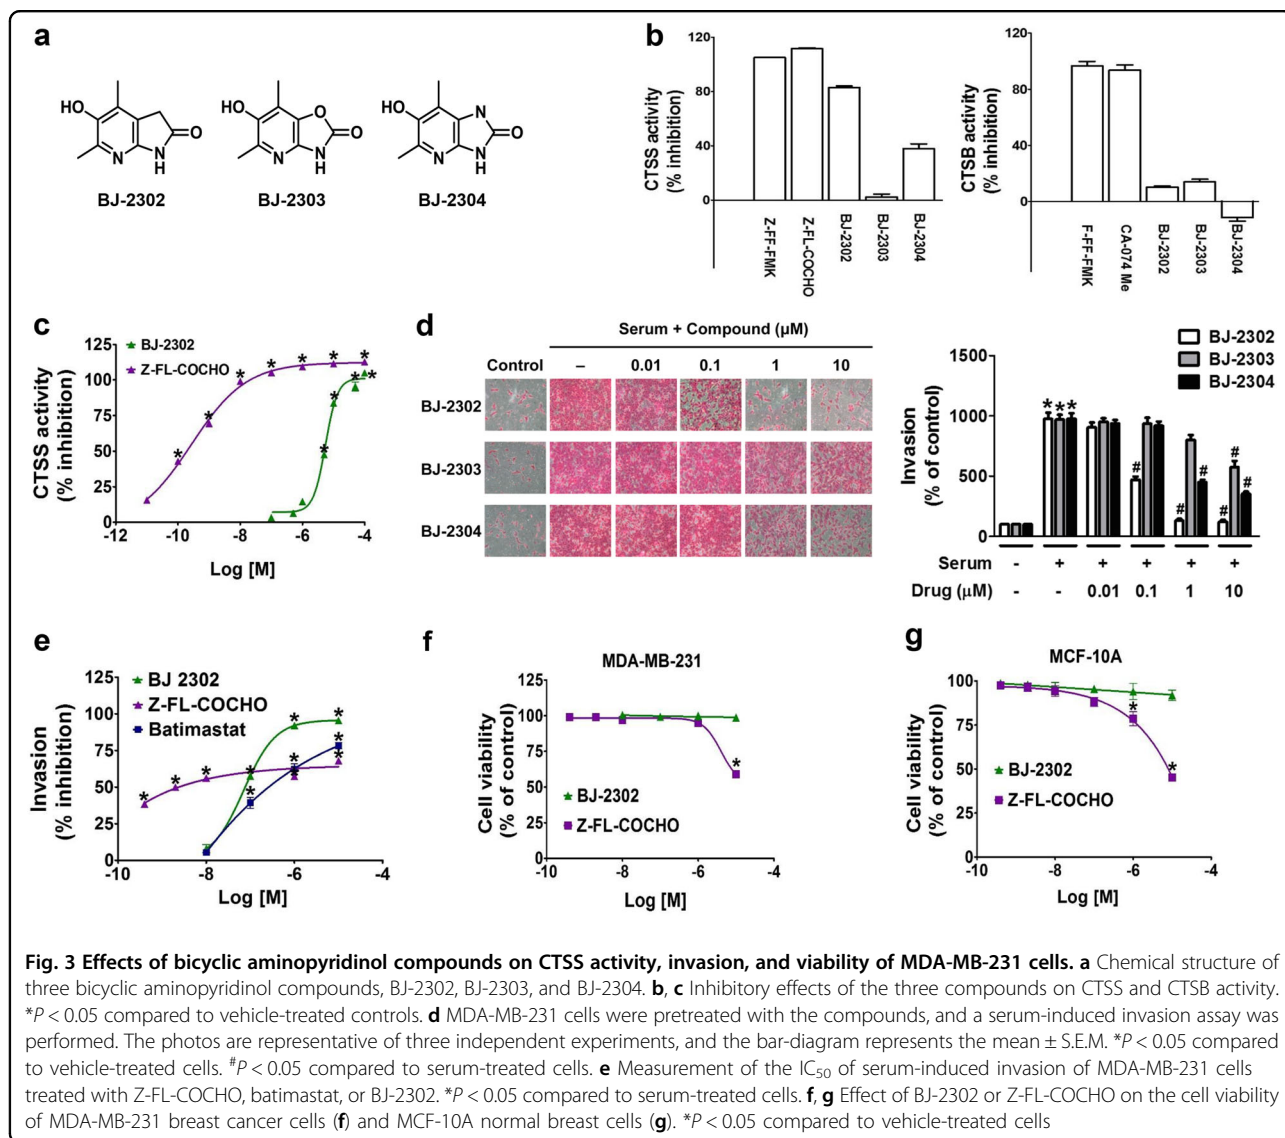 a
HO
N
N
H
O
BJ-2302
HO
O
N
N
H
O
BJ-2303
HO
N
N
N
H
O
BJ-2304
b
CTSS activity
(% inhibition)
120
80
40
0
Z-FF-FMK
Z-FL-COCHO
BJ-2302
BJ-2303
BJ-2304
CTSB activity
(% inhibition)
120
80
40
0
F-FF-FMK
CA-074 Me
BJ-2302
BJ-2303
BJ-2304
c
BJ-2302
Z-FL-COCHO
CTSS activity
(% inhibition)
125
100
75
50
25
0
-12 -10 -8 -6 -4
Log [M]
* * * * * * * * * * * *
d
Serum + Compound (µM)
Control – 0.01 0.1 1 10
BJ-2302
BJ-2303
BJ-2304
BJ-2302
BJ-2303
BJ-2304
Invasion
(% of control)
1500
1000
500
0
* * *
# # # # #
Serum - + + + + +
Drug (µM) - - 0.01 0.1 1 10
e
BJ 2302
Z-FL-COCHO
Batimastat
Invasion
(% inhibition)
125
100
75
50
25
0
-10 -8 -6 -4
Log [M]
* * * * * * * * * * *
f
MDA-MB-231
Cell viability
(% of control)
125
100
75
50
25
0
*
BJ-2302
Z-FL-COCHO
-10 -8 -6 -4
Log [M]
g
MCF-10A
Cell viability
(% of control)
100
75
50
25
0
* *
BJ-2302
Z-FL-COCHO
-10 -8 -6 -4
Log [M]
Fig. 3 Effects of bicyclic aminopyridinol compounds on CTSS activity, invasion, and viability of MDA-MB-231 cells. a Chemical structure of
three bicyclic aminopyridinol compounds, BJ-2302, BJ-2303, and BJ-2304. b, c Inhibitory effects of the three compounds on CTSS and CTSB activity.
*P < 0.05 compared to vehicle-treated controls. d MDA-MB-231 cells were pretreated with the compounds, and a serum-induced invasion assay was
performed. The photos are representative of three independent experiments, and the bar-diagram represents the mean ± S.E.M. *P < 0.05 compared
to vehicle-treated cells. #P < 0.05 compared to serum-treated cells. e Measurement of the IC50 of serum-induced invasion of MDA-MB-231 cells
treated with Z-FL-COCHO, batimastat, or BJ-2302. *P < 0.05 compared to serum-treated cells. f, g Effect of BJ-2302 or Z-FL-COCHO on the cell viability
of MDA-MB-231 breast cancer cells (f) and MCF-10A normal breast cells (g). *P < 0.05 compared to vehicle-treated cells